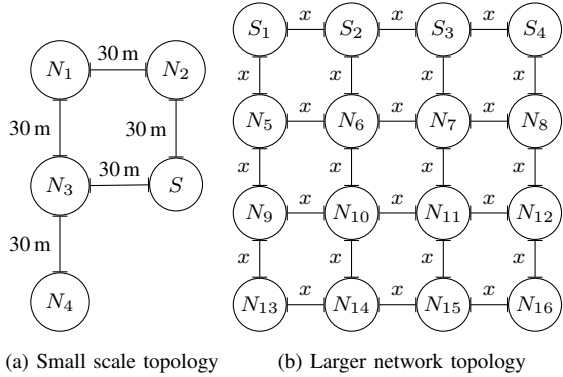 30 m
N1 N2
30 m 30 m
30 m
N3 S
30 m
N4
(a) Small scale topology
x x x
S1 S2 S3 S4
x x x x
x x x
N5 N6 N7 N8
x x x x
x x x
N9 N10 N11 N12
x x x x
x x x
N13 N14 N15 N16
(b) Larger network topology